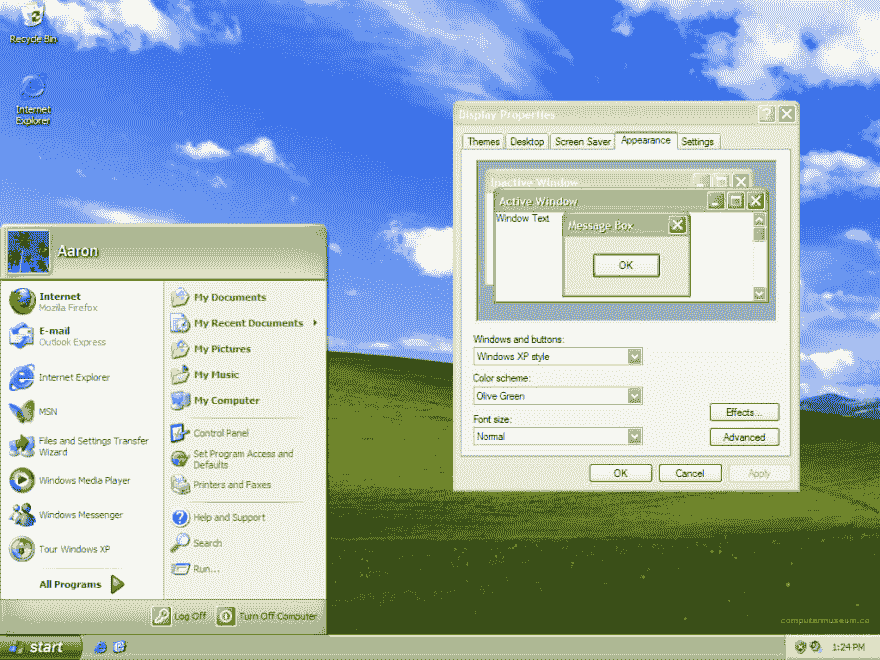 Recycle Bin
Internet
Explorer
Display Properties
Themes
Desktop
Screen Saver
Appearance
Settings
Inactive Window
Active Window
Window Text
Message Box
OK
Windows and buttons:
Windows XP style
Color scheme:
Olive Green
Font size:
Normal
Effects...
Advanced
OK
Cancel
Apply
Aaron
Internet
Mozilla Firefox
E-mail
Outlook Express
Internet Explorer
MSN
Files and Settings Transfer
Wizard
Windows Media Player
Windows Messenger
Tour Windows XP
All Programs
My Documents
My Recent Documents
My Pictures
My Music
My Computer
Control Panel
Set Program Access and
Defaults
Printers and Faxes
Help and Support
Search
Run...
Log Off
Turn Off Computer
computermuxeum.co
start
1:24 PM